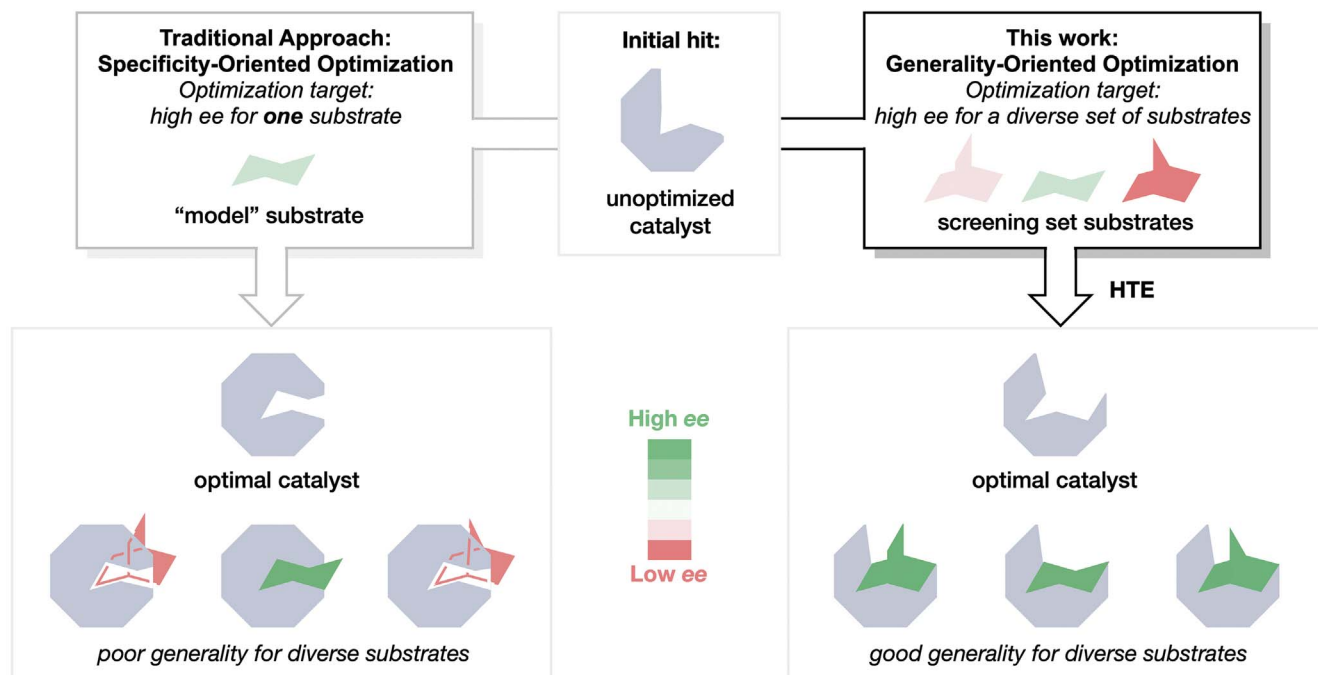 Traditional Approach:
Specificity-Oriented Optimization
Optimization target:
high ee for one substrate
“model” substrate
Initial hit:
unoptimized
catalyst
This work:
Generality-Oriented Optimization
Optimization target:
high ee for a diverse set of substrates
screening set substrates
HTE
optimal catalyst
poor generality for diverse substrates
High ee
Low ee
optimal catalyst
good generality for diverse substrates